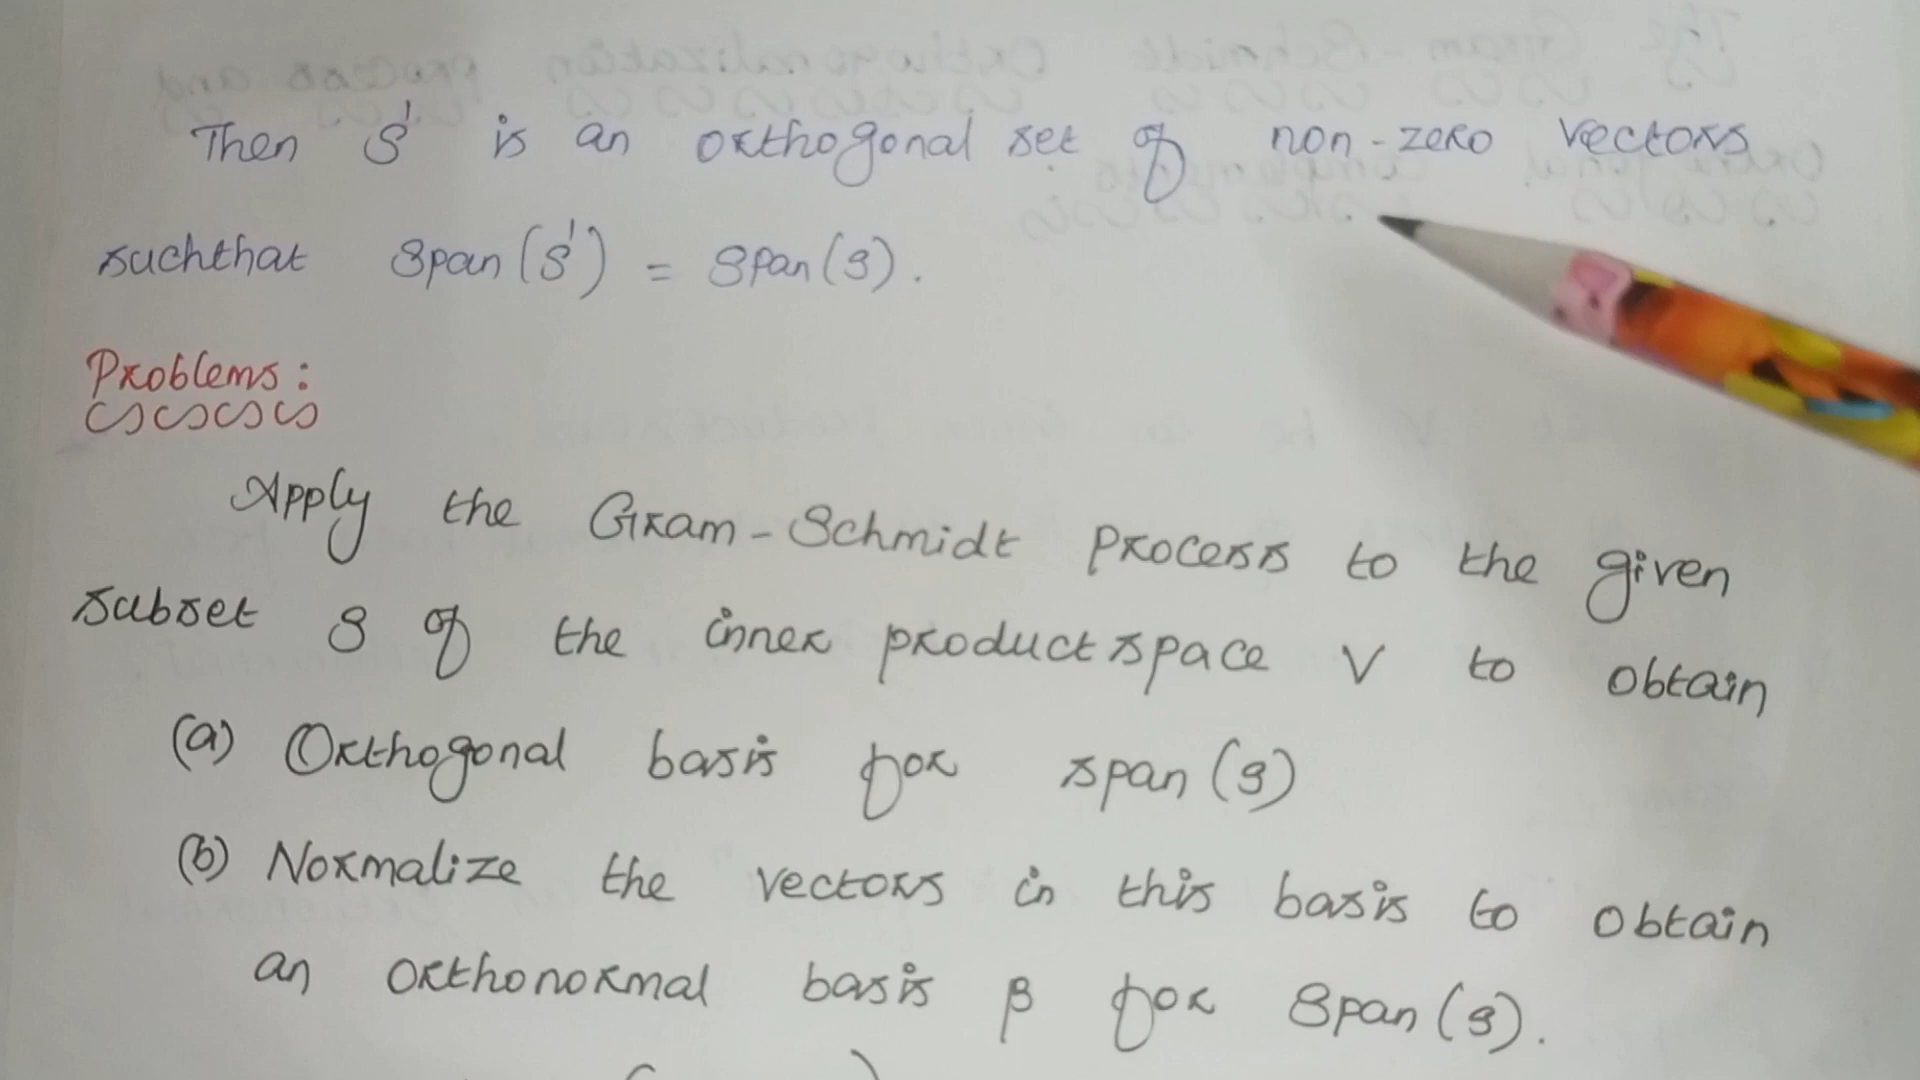 Then S' is an orthogonal set of non-zero vectors
suchthat Span(S') = Span(S).
Problems:
Apply the Gram-Schmidt process to the given
subset S of the inner product space V to obtain
(a) Orthogonal basis for span(S)
(b) Normalize the vectors in this basis to obtain
an orthonormal basis β for Span(S).